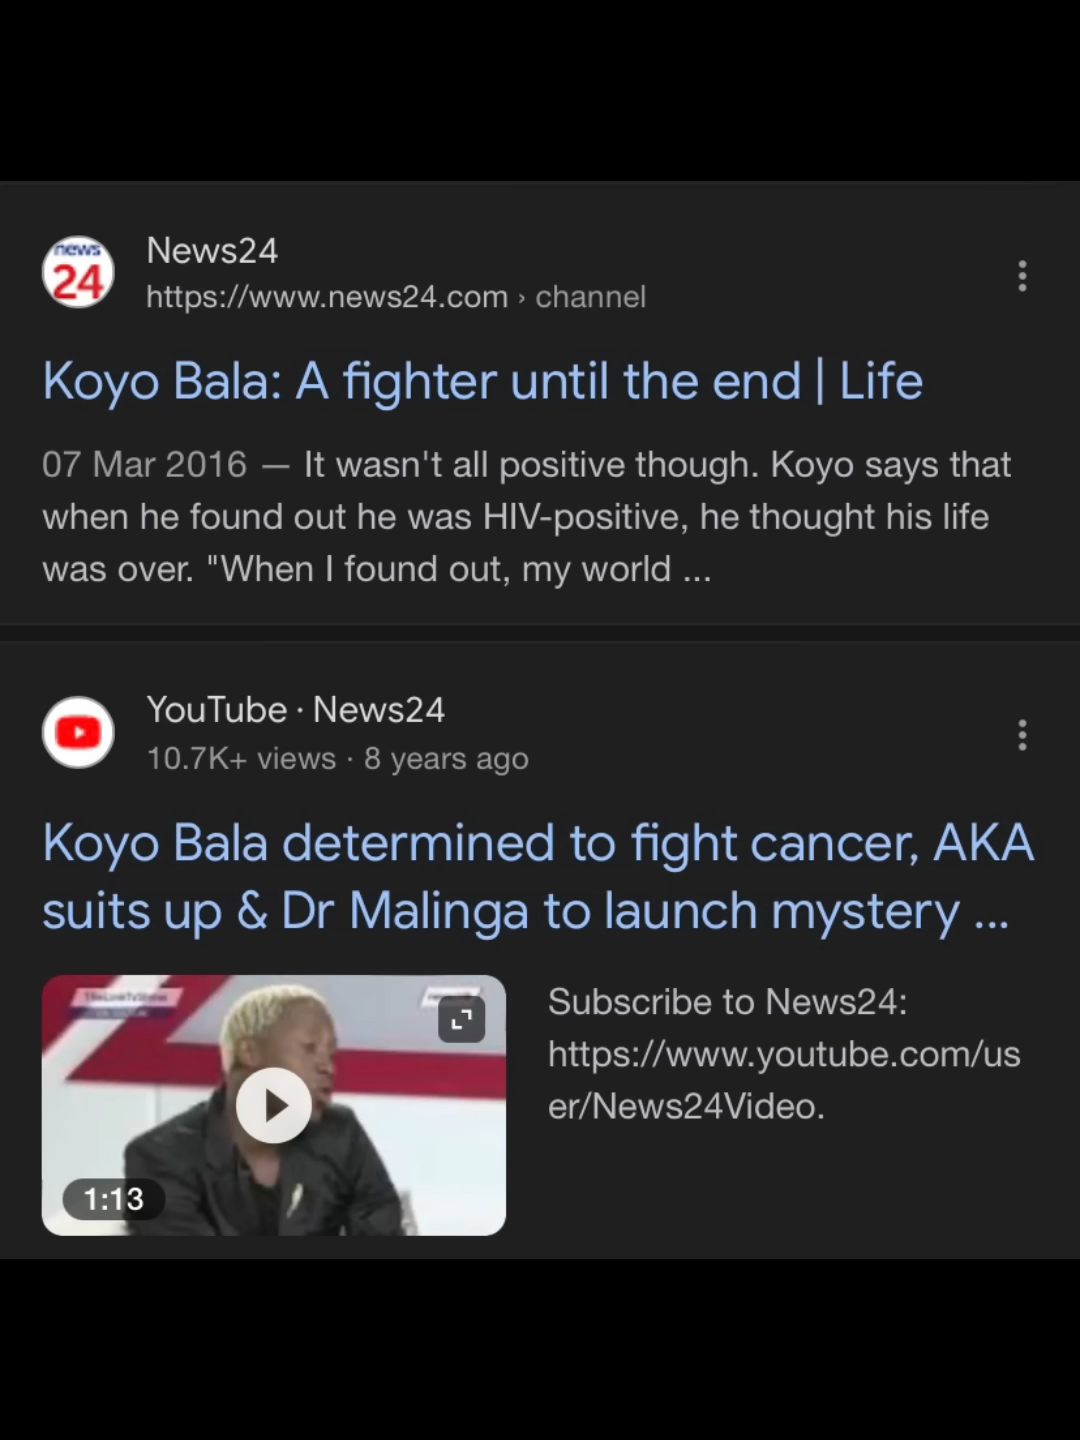 news
24
News24
https://www.news24.com › channel
Koyo Bala: A fighter until the end | Life
07 Mar 2016 — It wasn't all positive though. Koyo says that
when he found out he was HIV-positive, he thought his life
was over. "When I found out, my world ...
YouTube · News24
10.7K+ views · 8 years ago
Koyo Bala determined to fight cancer, AKA
suits up & Dr Malinga to launch mystery ...
1:13
Subscribe to News24:
https://www.youtube.com/us
er/News24Video.